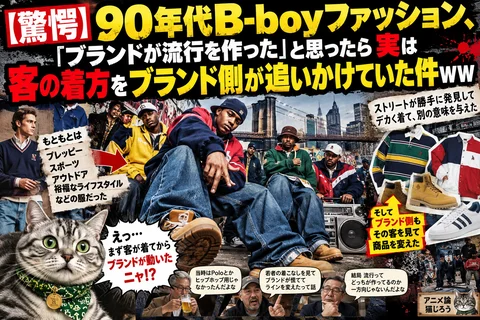 【驚愕】90年代B-boyファッション、
「ブランドが流行を作った」と思ったら 実は
客の着方をブランド側が追いかけていた件ww
もともとは
プレッピー
スポーツ
アウトドア
裕福なライフスタイル
などの服だった
ストリートが勝手に発見して
デカく着て、別の意味を与えた
そして
ブランド側も
その客を見て
商品を変えた
えっ…
まず客が着てから
ブランドが動いた
ニャ!?
当時はPoloとか
ヒップホップ用じゃ
なかったんだよな
若者の着こなしを見て
ブランドが慌てて
ラインを変えたって話
結局 流行って
どっちが作ってるのか
一方向じゃないんだよな
アニメ論
猫じろう